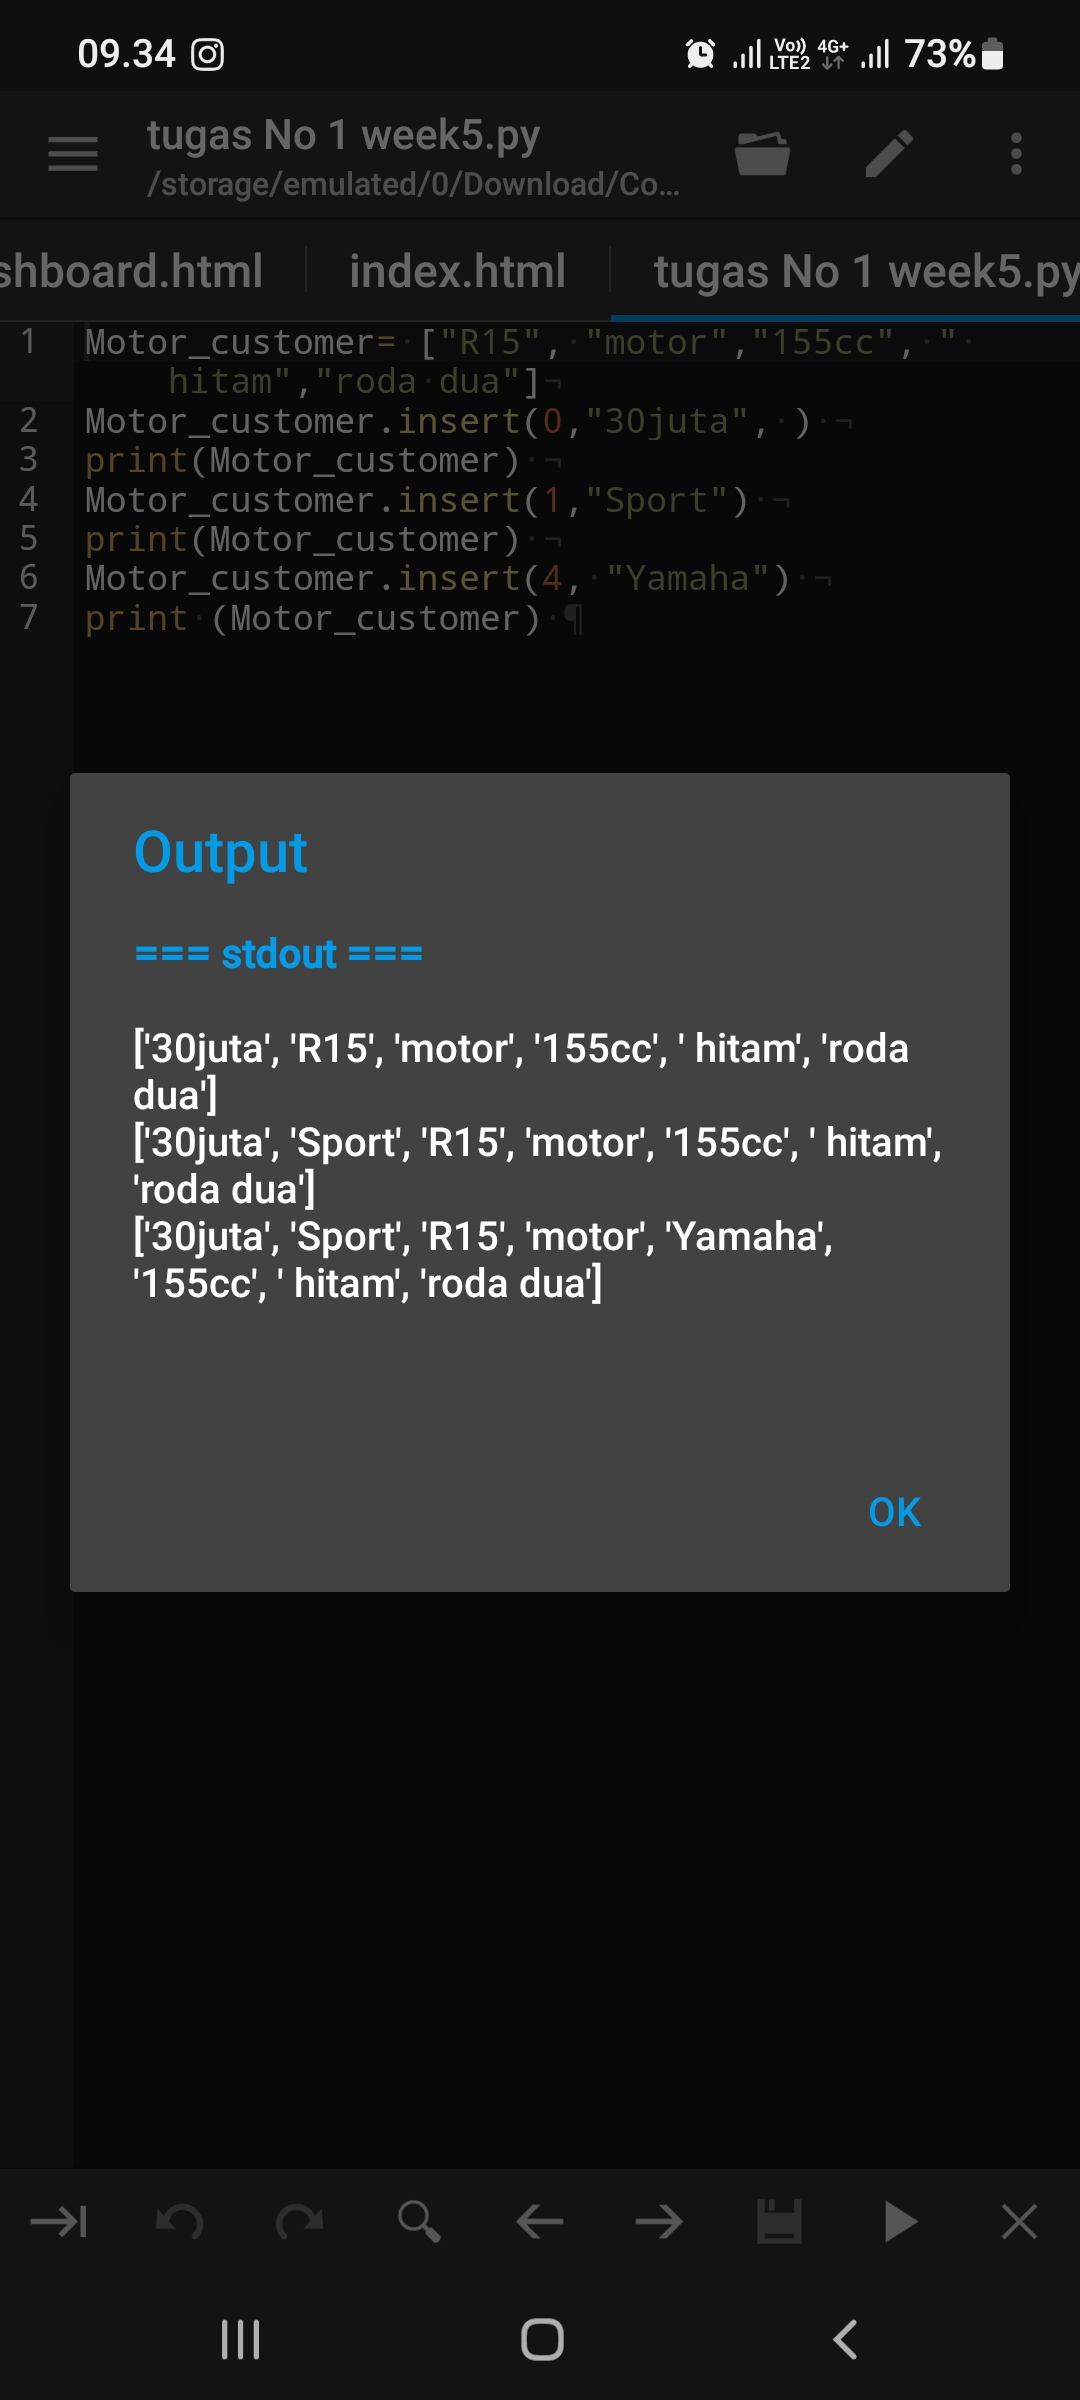 09.34 Vo)) LTE2 4G+ 73%
tugas No 1 week5.py
/storage/emulated/0/Download/Co...
shboard.html index.html tugas No 1 week5.py
1 Motor_customer=·["R15",·"motor","155cc",·"·
hitam","roda·dua"]¬
2 Motor_customer.insert(0,"30juta",·)·¬
3 print(Motor_customer)·¬
4 Motor_customer.insert(1,"Sport")·¬
5 print(Motor_customer)·¬
6 Motor_customer.insert(4,·"Yamaha")·¬
7 print·(Motor_customer)·¶
Output
=== stdout ===
['30juta', 'R15', 'motor', '155cc', ' hitam', 'roda
dua']
['30juta', 'Sport', 'R15', 'motor', '155cc', ' hitam',
'roda dua']
['30juta', 'Sport', 'R15', 'motor', 'Yamaha',
'155cc', ' hitam', 'roda dua']
OK